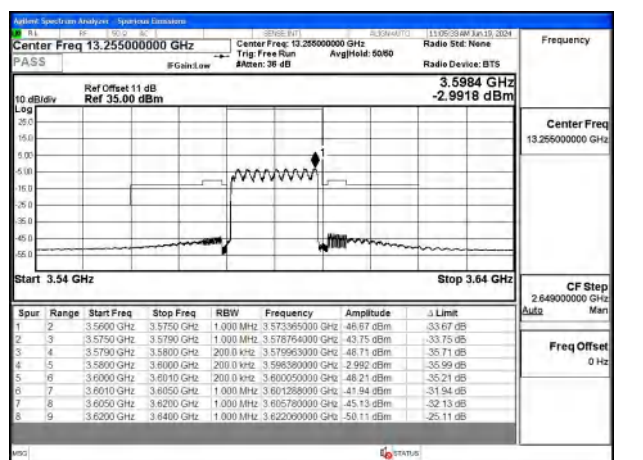 Agilent Spectrum Analyzer - Spurious Emissions
RL RF 50 Ω AC SENSE:INT ALIGN AUTO 11:05:33 AM Jun 19, 2024
Center Freq 13.255000000 GHz
Center Freq: 13.255000000 GHz
Radio Std: None
Trig: Free Run Avg|Hold: 50/50
PASS
IFGain:Low
#Atten: 36 dB
Radio Device: BTS
Frequency
Ref Offset 11 dB
10 dB/div Ref 35.00 dBm
3.5984 GHz
-2.9918 dBm
Log
25.0
15.0
5.00
-5.00
-15.0
-25.0
-35.0
-45.0
-55.0
1
Start 3.54 GHz
Stop 3.64 GHz
Center Freq
13.255000000 GHz
CF Step
2.649000000 GHz
Auto Man
Freq Offset
0 Hz
Spur Range Start Freq Stop Freq RBW Frequency Amplitude Δ Limit
1 2 3.5600 GHz 3.5750 GHz 1.000 MHz 3.573365000 GHz -46.67 dBm -33.67 dB
2 3 3.5750 GHz 3.5790 GHz 1.000 MHz 3.578764000 GHz -43.75 dBm -33.75 dB
3 4 3.5790 GHz 3.5800 GHz 200.0 kHz 3.579963000 GHz -48.71 dBm -35.71 dB
4 5 3.5800 GHz 3.6000 GHz 200.0 kHz 3.598380000 GHz -2.992 dBm -35.99 dB
5 6 3.6000 GHz 3.6010 GHz 200.0 kHz 3.600050000 GHz -48.21 dBm -35.21 dB
6 7 3.6010 GHz 3.6050 GHz 1.000 MHz 3.601288000 GHz -41.94 dBm -31.94 dB
7 8 3.6050 GHz 3.6200 GHz 1.000 MHz 3.605780000 GHz -45.13 dBm -32.13 dB
8 9 3.6200 GHz 3.6400 GHz 1.000 MHz 3.622060000 GHz -50.11 dBm -25.11 dB
MSG
STATUS